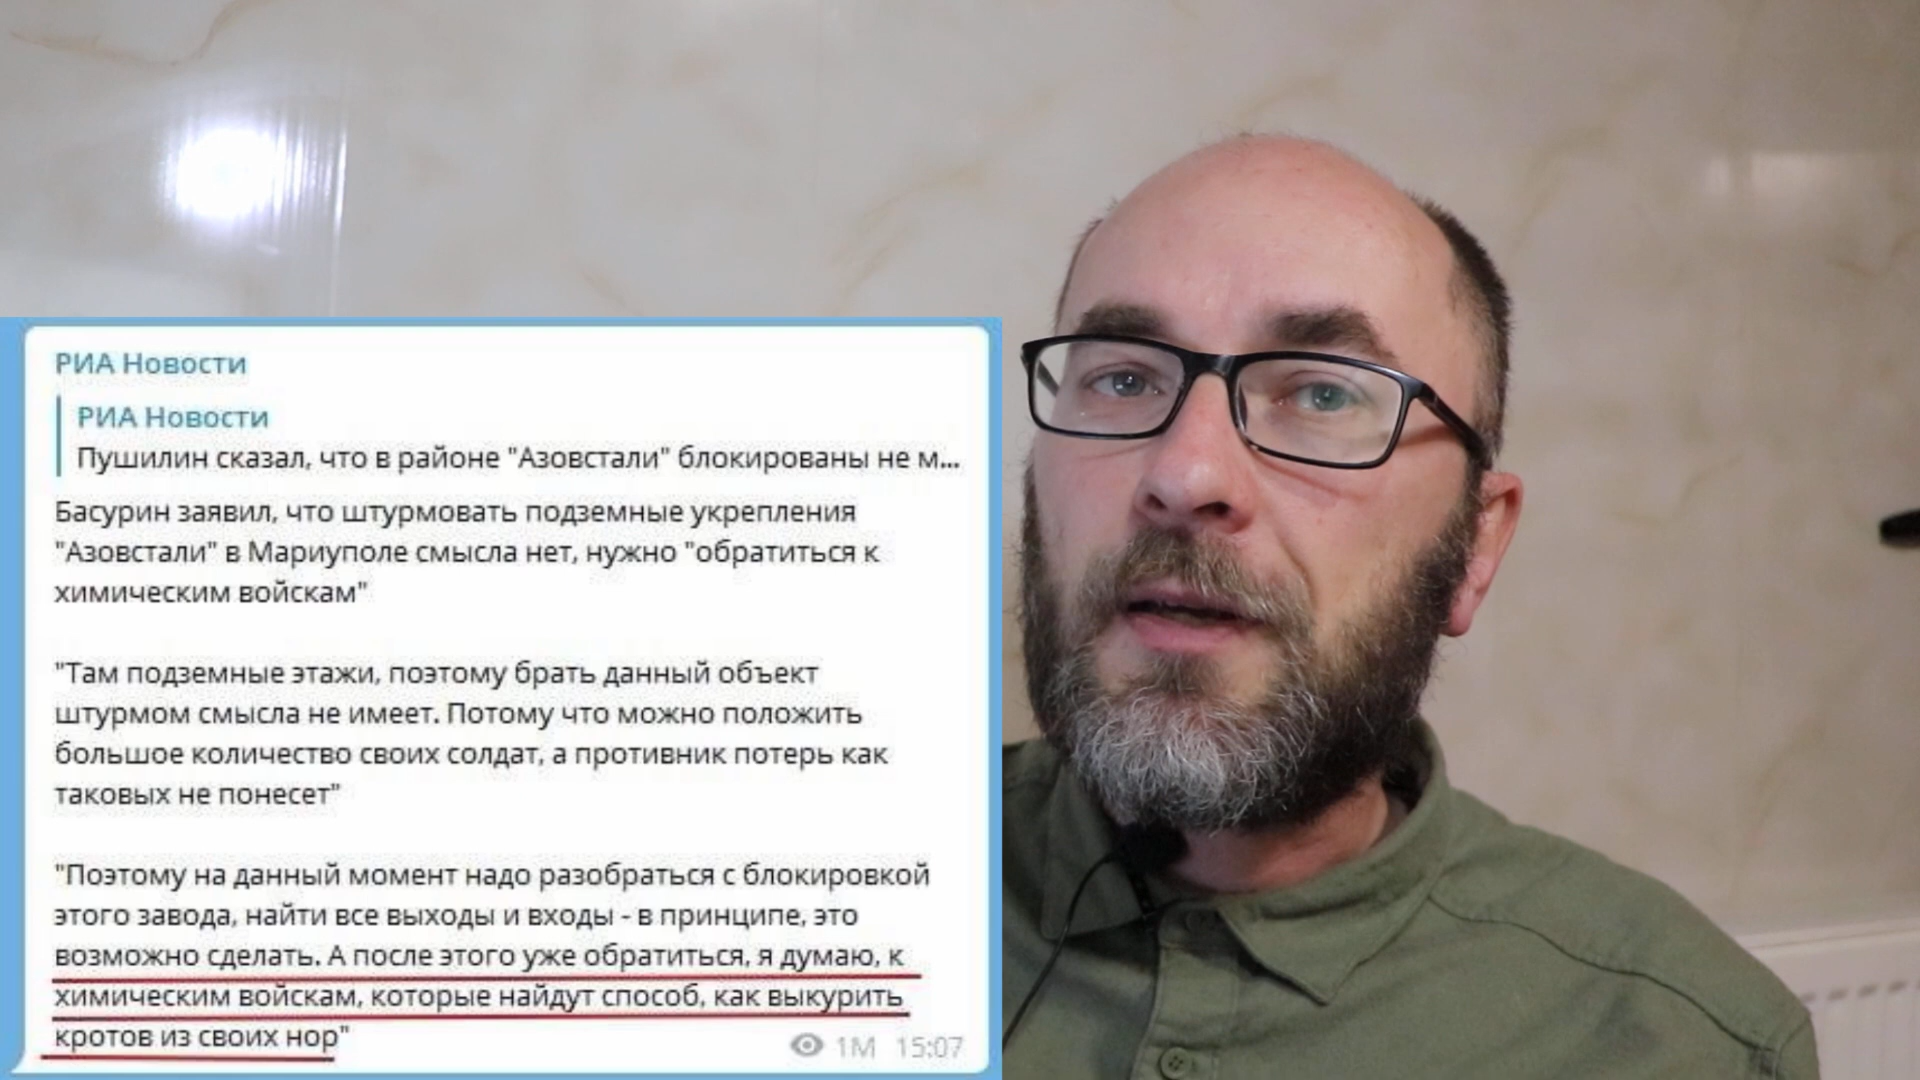 РИА Новости
РИА Новости
Пушилин сказал, что в районе "Азовстали" блокированы не м...
Басурин заявил, что штурмовать подземные укрепления
"Азовстали" в Мариуполе смысла нет, нужно "обратиться к
химическим войскам"
"Там подземные этажи, поэтому брать данный объект
штурмом смысла не имеет. Потому что можно положить
большое количество своих солдат, а противник потерь как
таковых не понесет"
"Поэтому на данный момент надо разобраться с блокировкой
этого завода, найти все выходы и входы - в принципе, это
возможно сделать. А после этого уже обратиться, я думаю, к
химическим войскам, которые найдут способ, как выкурить
кротов из своих нор"
1M 15:07